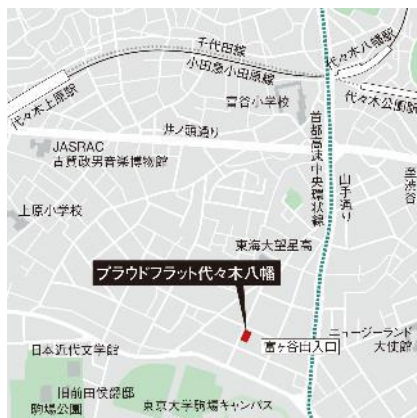 千代田線
小田急小田原線
代々木八幡駅
代々木上原駅
富谷小学校
代々木公園駅
井ノ頭通り
首都高速中央環状線
山手通り
至渋谷
JASRAC
古賀政男音楽博物館
上原小学校
東海大望星高
プラウドフラット代々木八幡
ニュージーランド
大使館
富ヶ谷出入口
日本近代文学館
旧前田侯爵邸
駒場公園
東京大学駒場キャンパス